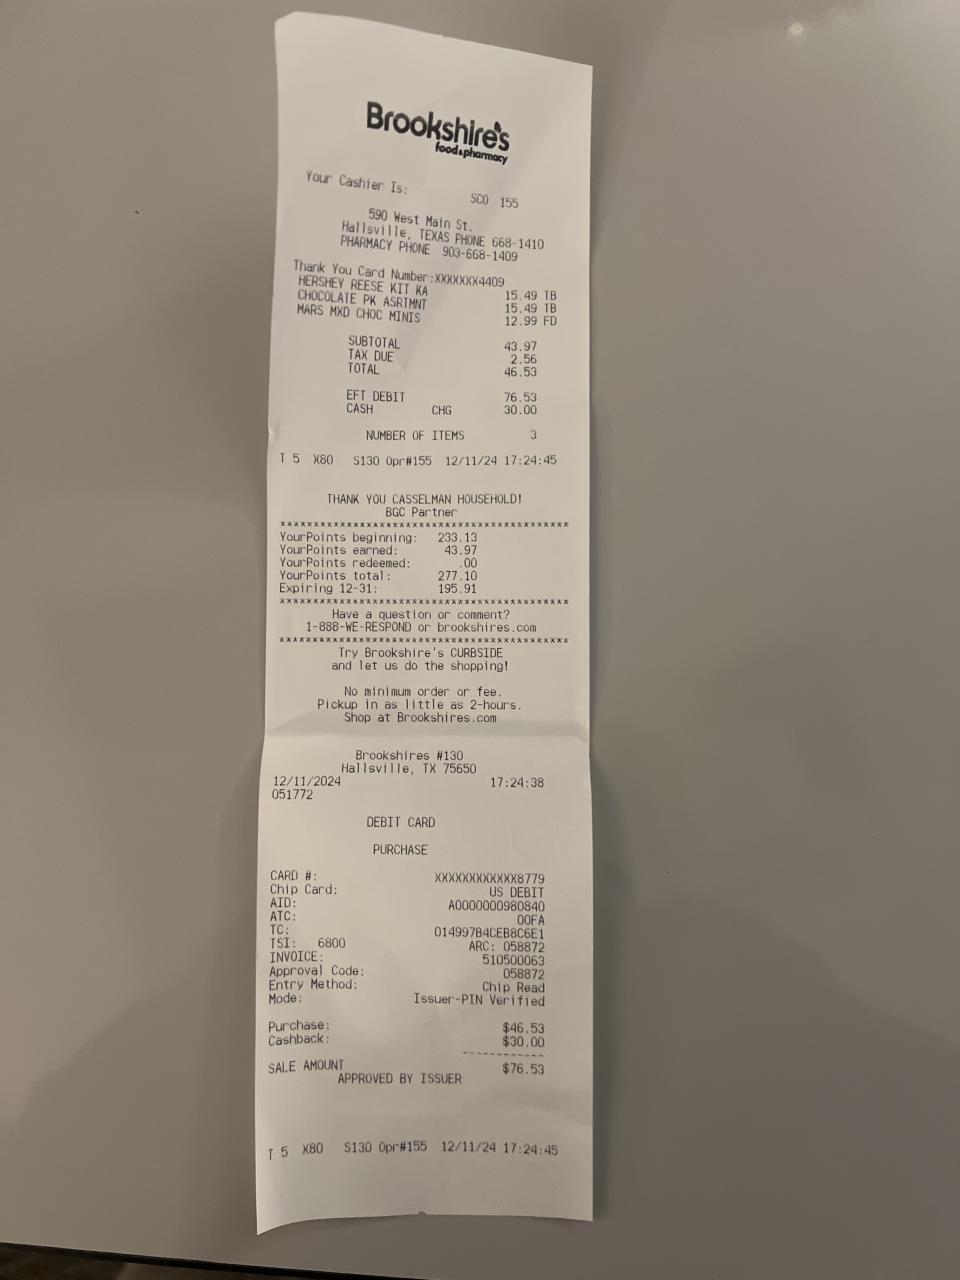 Brookshire's
food & pharmacy
Your Cashier Is: SCO 155
590 West Main St.
Hallsville, TEXAS PHONE 668-1410
PHARMACY PHONE 903-668-1409
Thank You Card Number:XXXXXXX4409
HERSHEY REESE KIT KA 15.49 TB
CHOCOLATE PK ASRTMNT 15.49 TB
MARS MXD CHOC MINIS 12.99 FD
SUBTOTAL 43.97
TAX DUE 2.56
TOTAL 46.53
EFT DEBIT 76.53
CASH CHG 30.00
NUMBER OF ITEMS 3
T 5 X80 S130 Opr#155 12/11/24 17:24:45
THANK YOU CASSELMAN HOUSEHOLD!
BGC Partner
********************************************
YourPoints beginning: 233.13
YourPoints earned: 43.97
YourPoints redeemed: .00
YourPoints total: 277.10
Expiring 12-31: 195.91
********************************************
Have a question or comment?
1-888-WE-RESPOND or brookshires.com
********************************************
Try Brookshire's CURBSIDE
and let us do the shopping!
No minimum order or fee.
Pickup in as little as 2-hours.
Shop at Brookshires.com
Brookshires #130
Hallsville, TX 75650
12/11/2024 17:24:38
051772
DEBIT CARD
PURCHASE
CARD #: XXXXXXXXXXXX8779
Chip Card: US DEBIT
AID: A0000000980840
ATC: 00FA
TC: 014997B4CEB8C6E1
TSI: 6800 ARC: 058872
INVOICE: 510500063
Approval Code: 058872
Entry Method: Chip Read
Mode: Issuer-PIN Verified
Purchase: $46.53
Cashback: $30.00
------------
SALE AMOUNT $76.53
APPROVED BY ISSUER
T 5 X80 S130 Opr#155 12/11/24 17:24:45